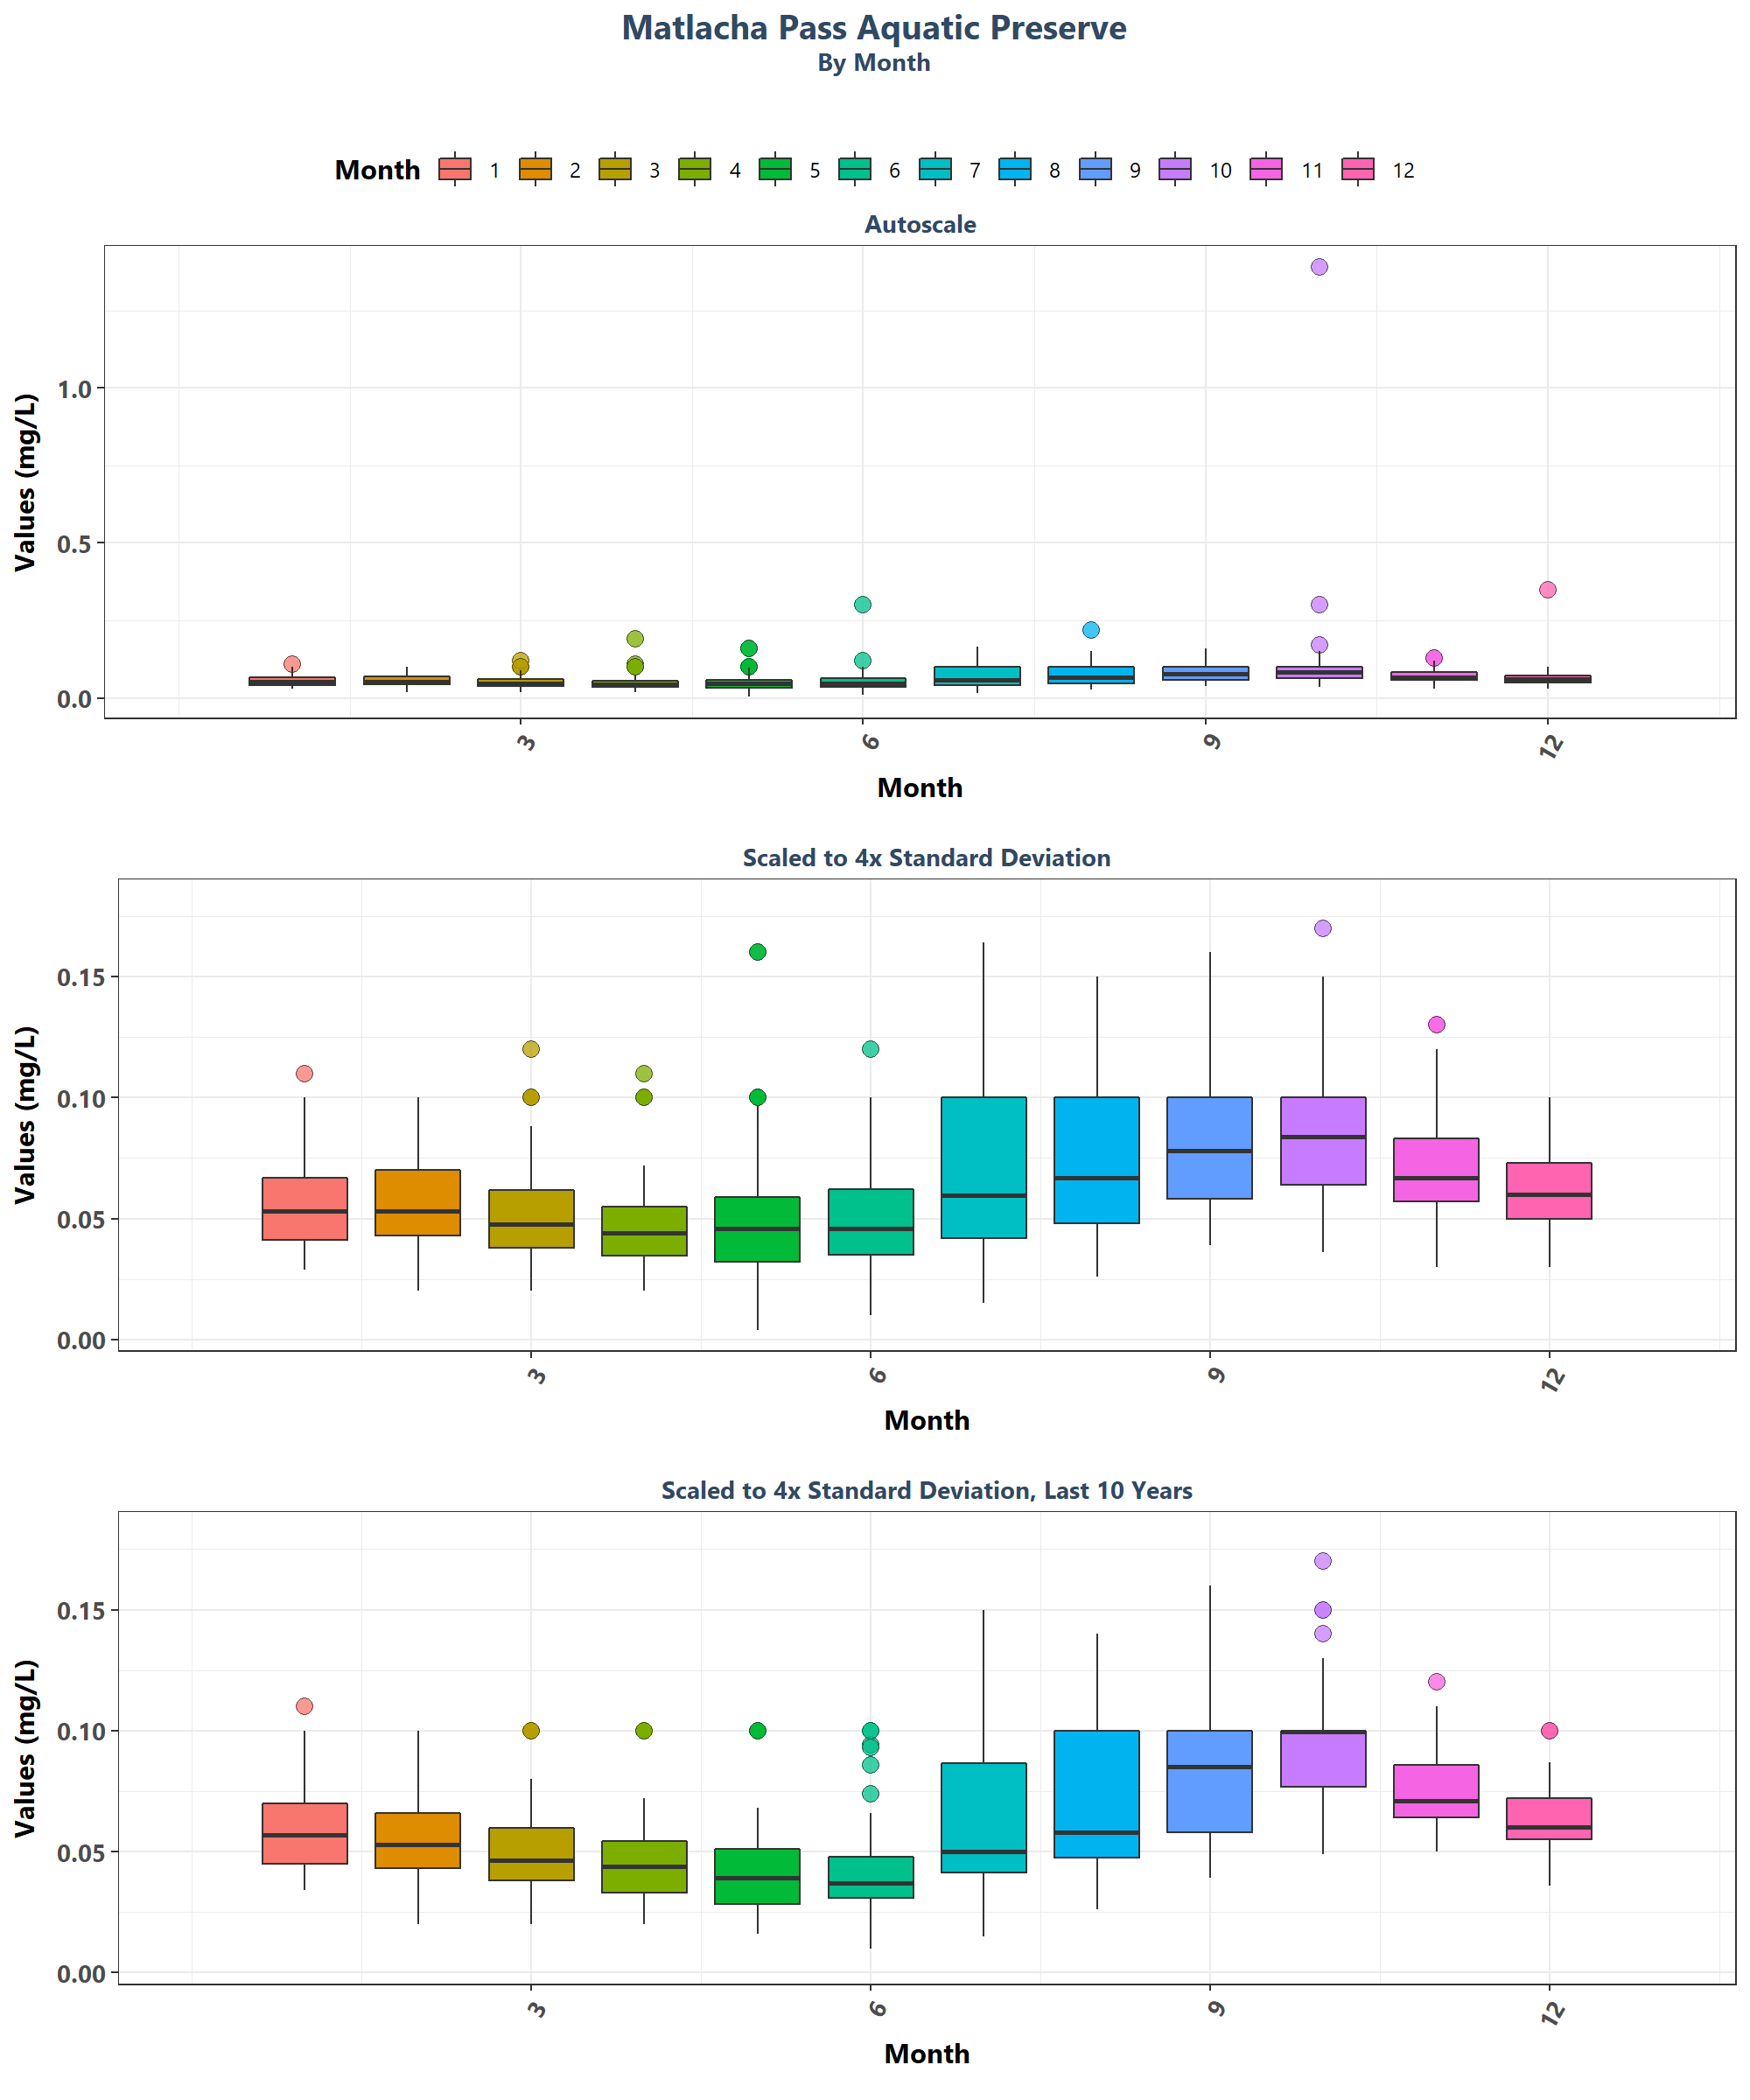 Matlacha Pass Aquatic Preserve
By Month
Month 1 2 3 4 5 6 7 8 9 10 11 12
Autoscale
Values (mg/L)
1.0
0.5
0.0
3 6 9 12
Month
Scaled to 4x Standard Deviation
Values (mg/L)
0.15
0.10
0.05
0.00
3 6 9 12
Month
Scaled to 4x Standard Deviation, Last 10 Years
Values (mg/L)
0.15
0.10
0.05
0.00
3 6 9 12
Month